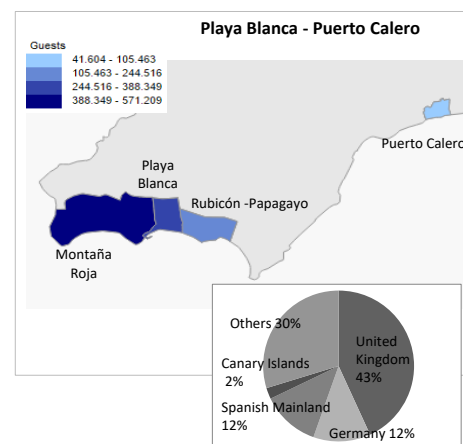 Playa Blanca - Puerto Calero
Guests
41.604 - 105.463
105.463 - 244.516
244.516 - 388.349
388.349 - 571.209
Puerto Calero
Playa
Blanca
Rubicón -Papagayo
Montaña
Roja
Others 30%
United
Kingdom
43%
Canary Islands
2%
Spanish Mainland
12%
Germany 12%